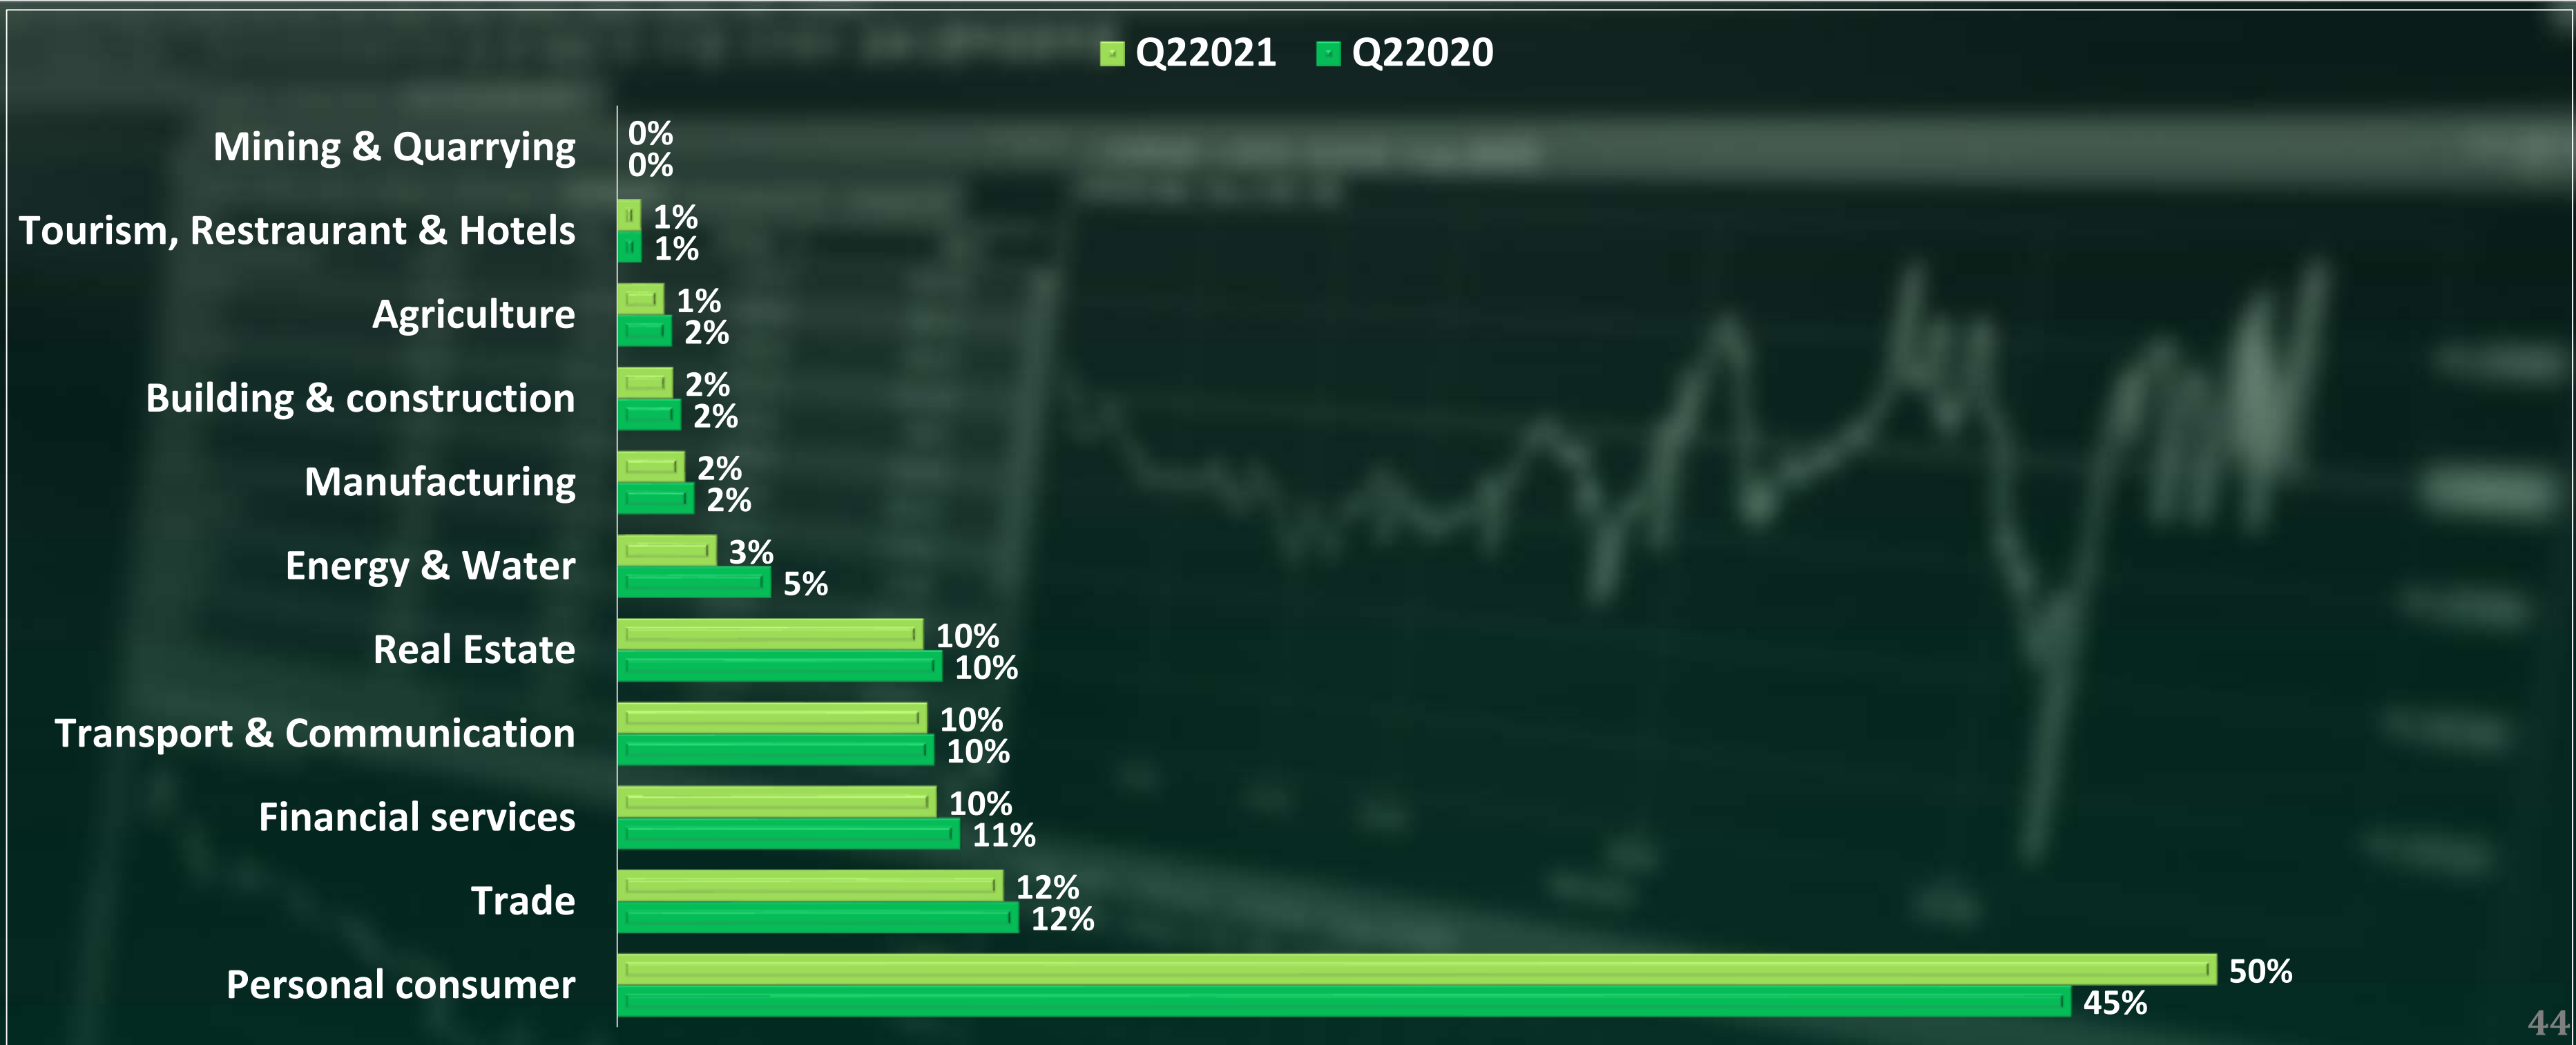 Q22021 Q22020
Mining & Quarrying 0%
0%
Tourism, Restraurant & Hotels 1%
1%
Agriculture 1%
2%
Building & construction 2%
2%
Manufacturing 2%
2%
Energy & Water 3%
5%
Real Estate 10%
10%
Transport & Communication 10%
10%
Financial services 10%
11%
Trade 12%
12%
Personal consumer 50%
45%
44